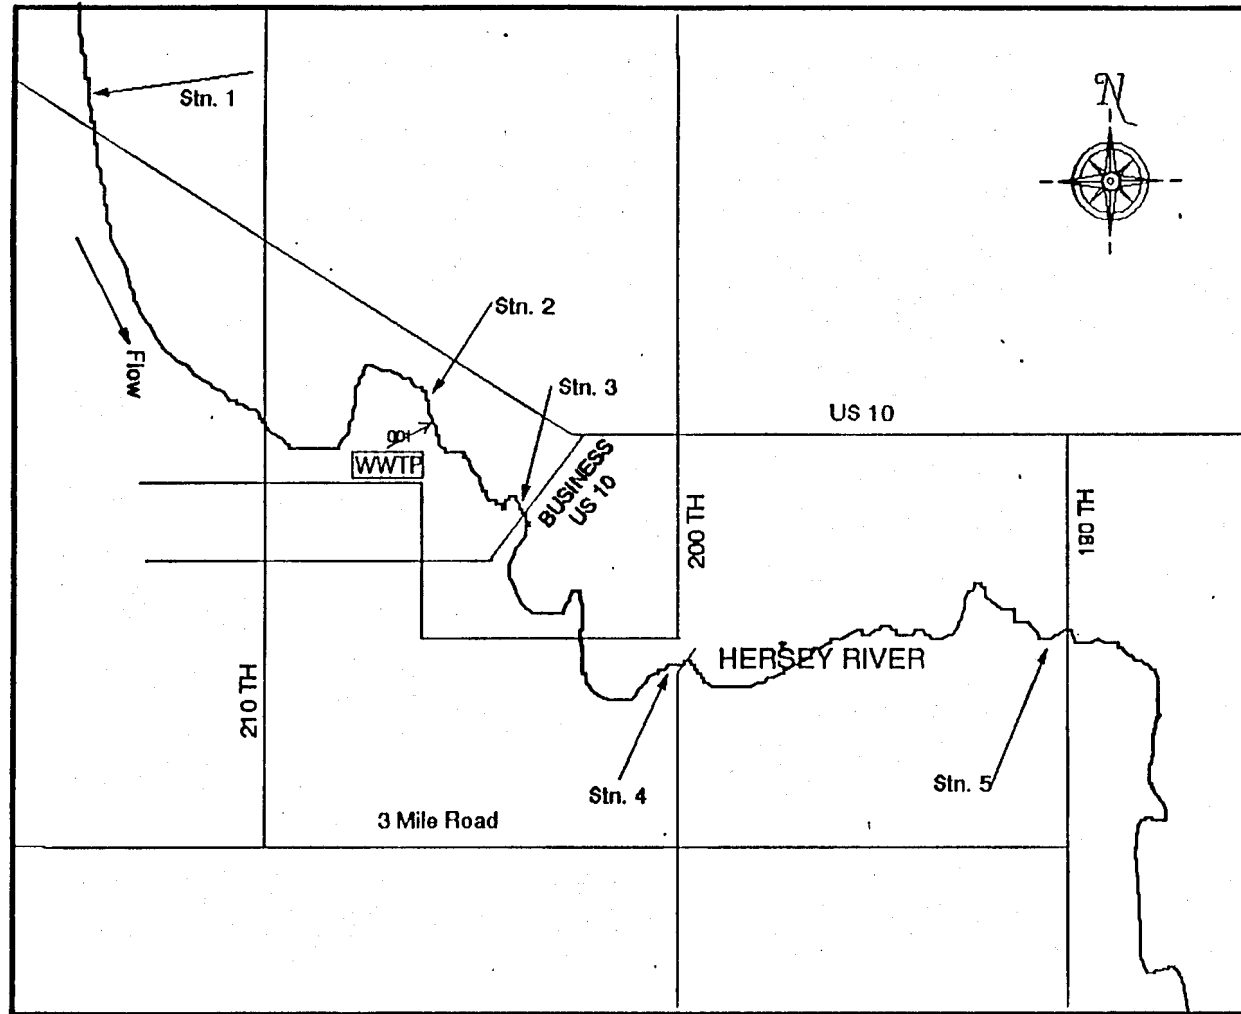 N
Stn. 1
Flow
Stn. 2
Stn. 3
001
WWTP
BUSINESS
US 10
US 10
200 TH
180 TH
210 TH
HERSEY RIVER
Stn. 4
Stn. 5
3 Mile Road